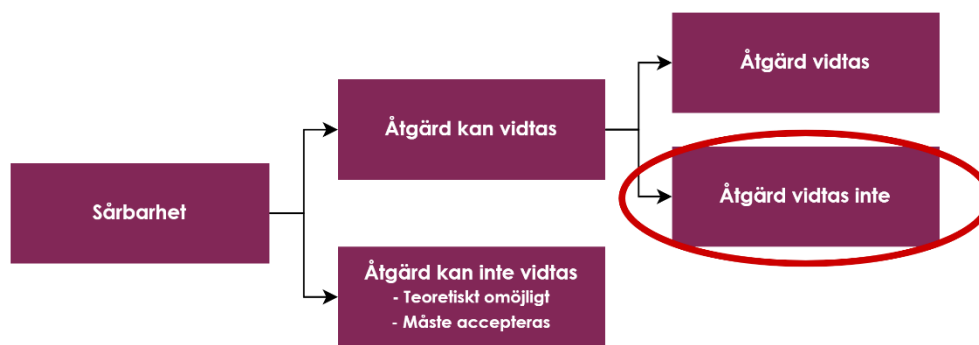 Åtgärd vidtas
Åtgärd kan vidtas
Åtgärd vidtas inte
Sårbarhet
Åtgärd kan inte vidtas
- Teoretiskt omöjligt
- Måste accepteras